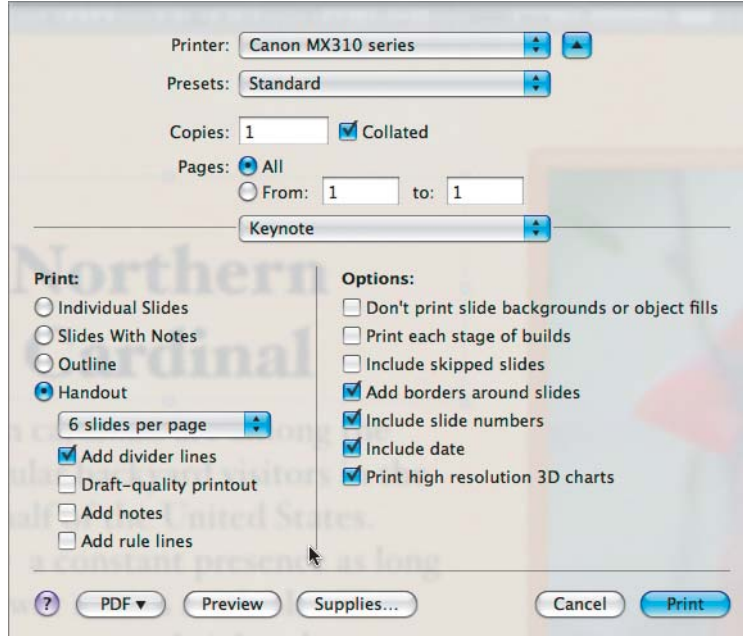 Printer: Canon MX310 series
Presets: Standard
Copies: 1 Collated
Pages: All
From: 1 to: 1
Keynote
Northern
Cardinal
Print:
Individual Slides
Slides With Notes
Outline
Handout
6 slides per page
Add divider lines
Draft-quality printout
Add notes
Add rule lines
Options:
Don't print slide backgrounds or object fills
Print each stage of builds
Include skipped slides
Add borders around slides
Include slide numbers
Include date
Print high resolution 3D charts
backyard visitors
half of the United States.
a constant presence as long
? PDF Preview Supplies... Cancel Print